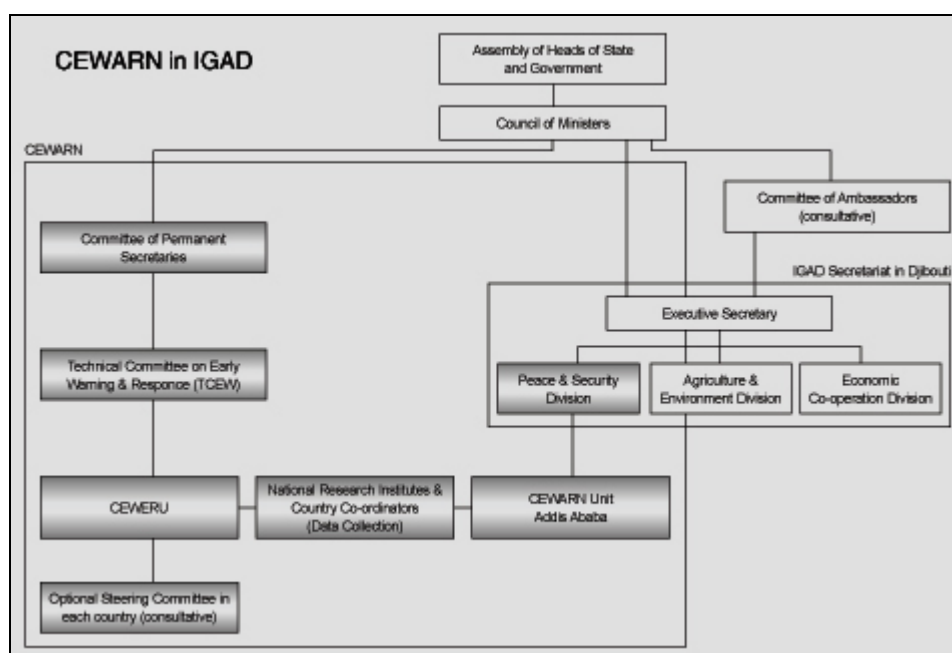 CEWARN in IGAD
Assembly of Heads of State
and Government
Council of Ministers
CEWARN
Committee of Ambassadors
(consultative)
Committee of Permanent
Secretaries
IGAD Secretariat in Djibouti
Executive Secretary
Technical Committee on Early
Warning & Responce (TCEW)
Peace & Security
Division
Agriculture &
Environment Division
Economic
Co-operation Division
CEWERU
National Research Institutes &
Country Co-ordinators
(Data Collection)
CEWARN Unit
Addis Ababa
Optional Steering Committee in
each country (consultative)